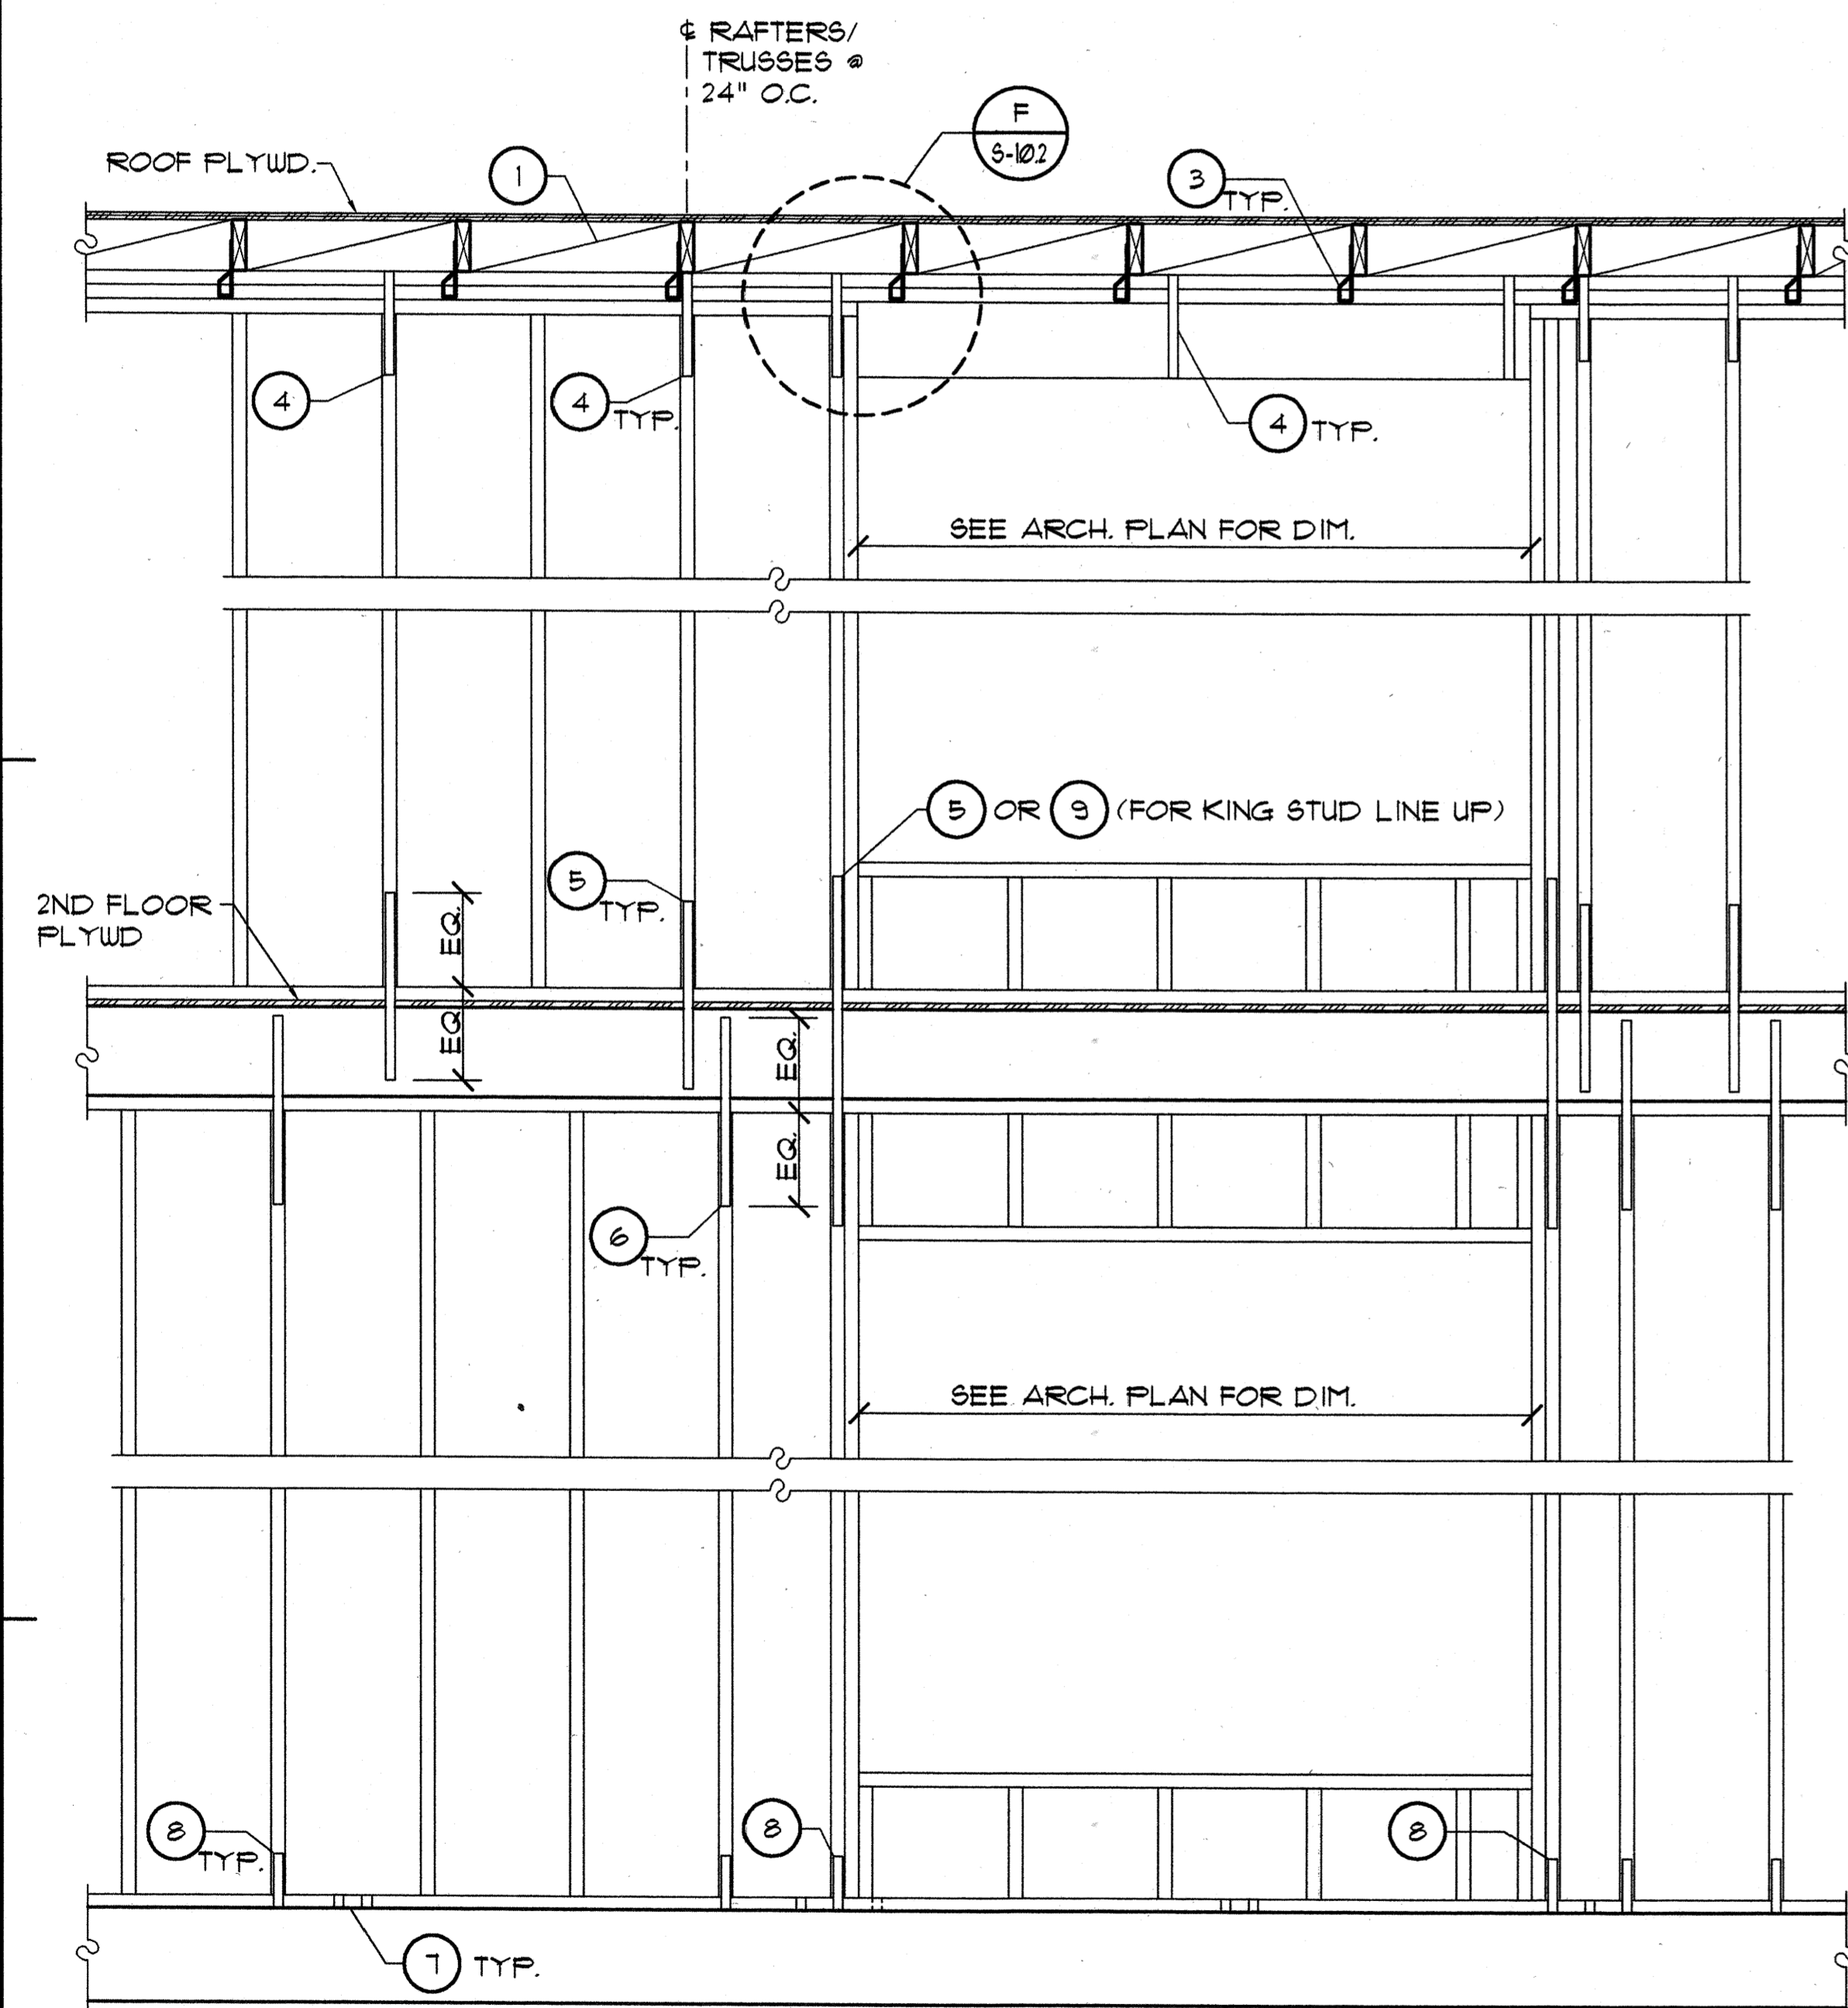 ℄ RAFTERS/
TRUSSES @
24" O.C.
F
S-10.2
ROOF PLYWD.
1
3
TYP.
4
4
TYP.
4 TYP.
SEE ARCH. PLAN FOR DIM.
5 OR 9 (FOR KING STUD LINE UP)
5
TYP.
2ND FLOOR
PLYWD
EQ.
EQ.
EQ.
EQ.
6
TYP.
SEE ARCH. PLAN FOR DIM.
8
TYP.
8
8
7 TYP.